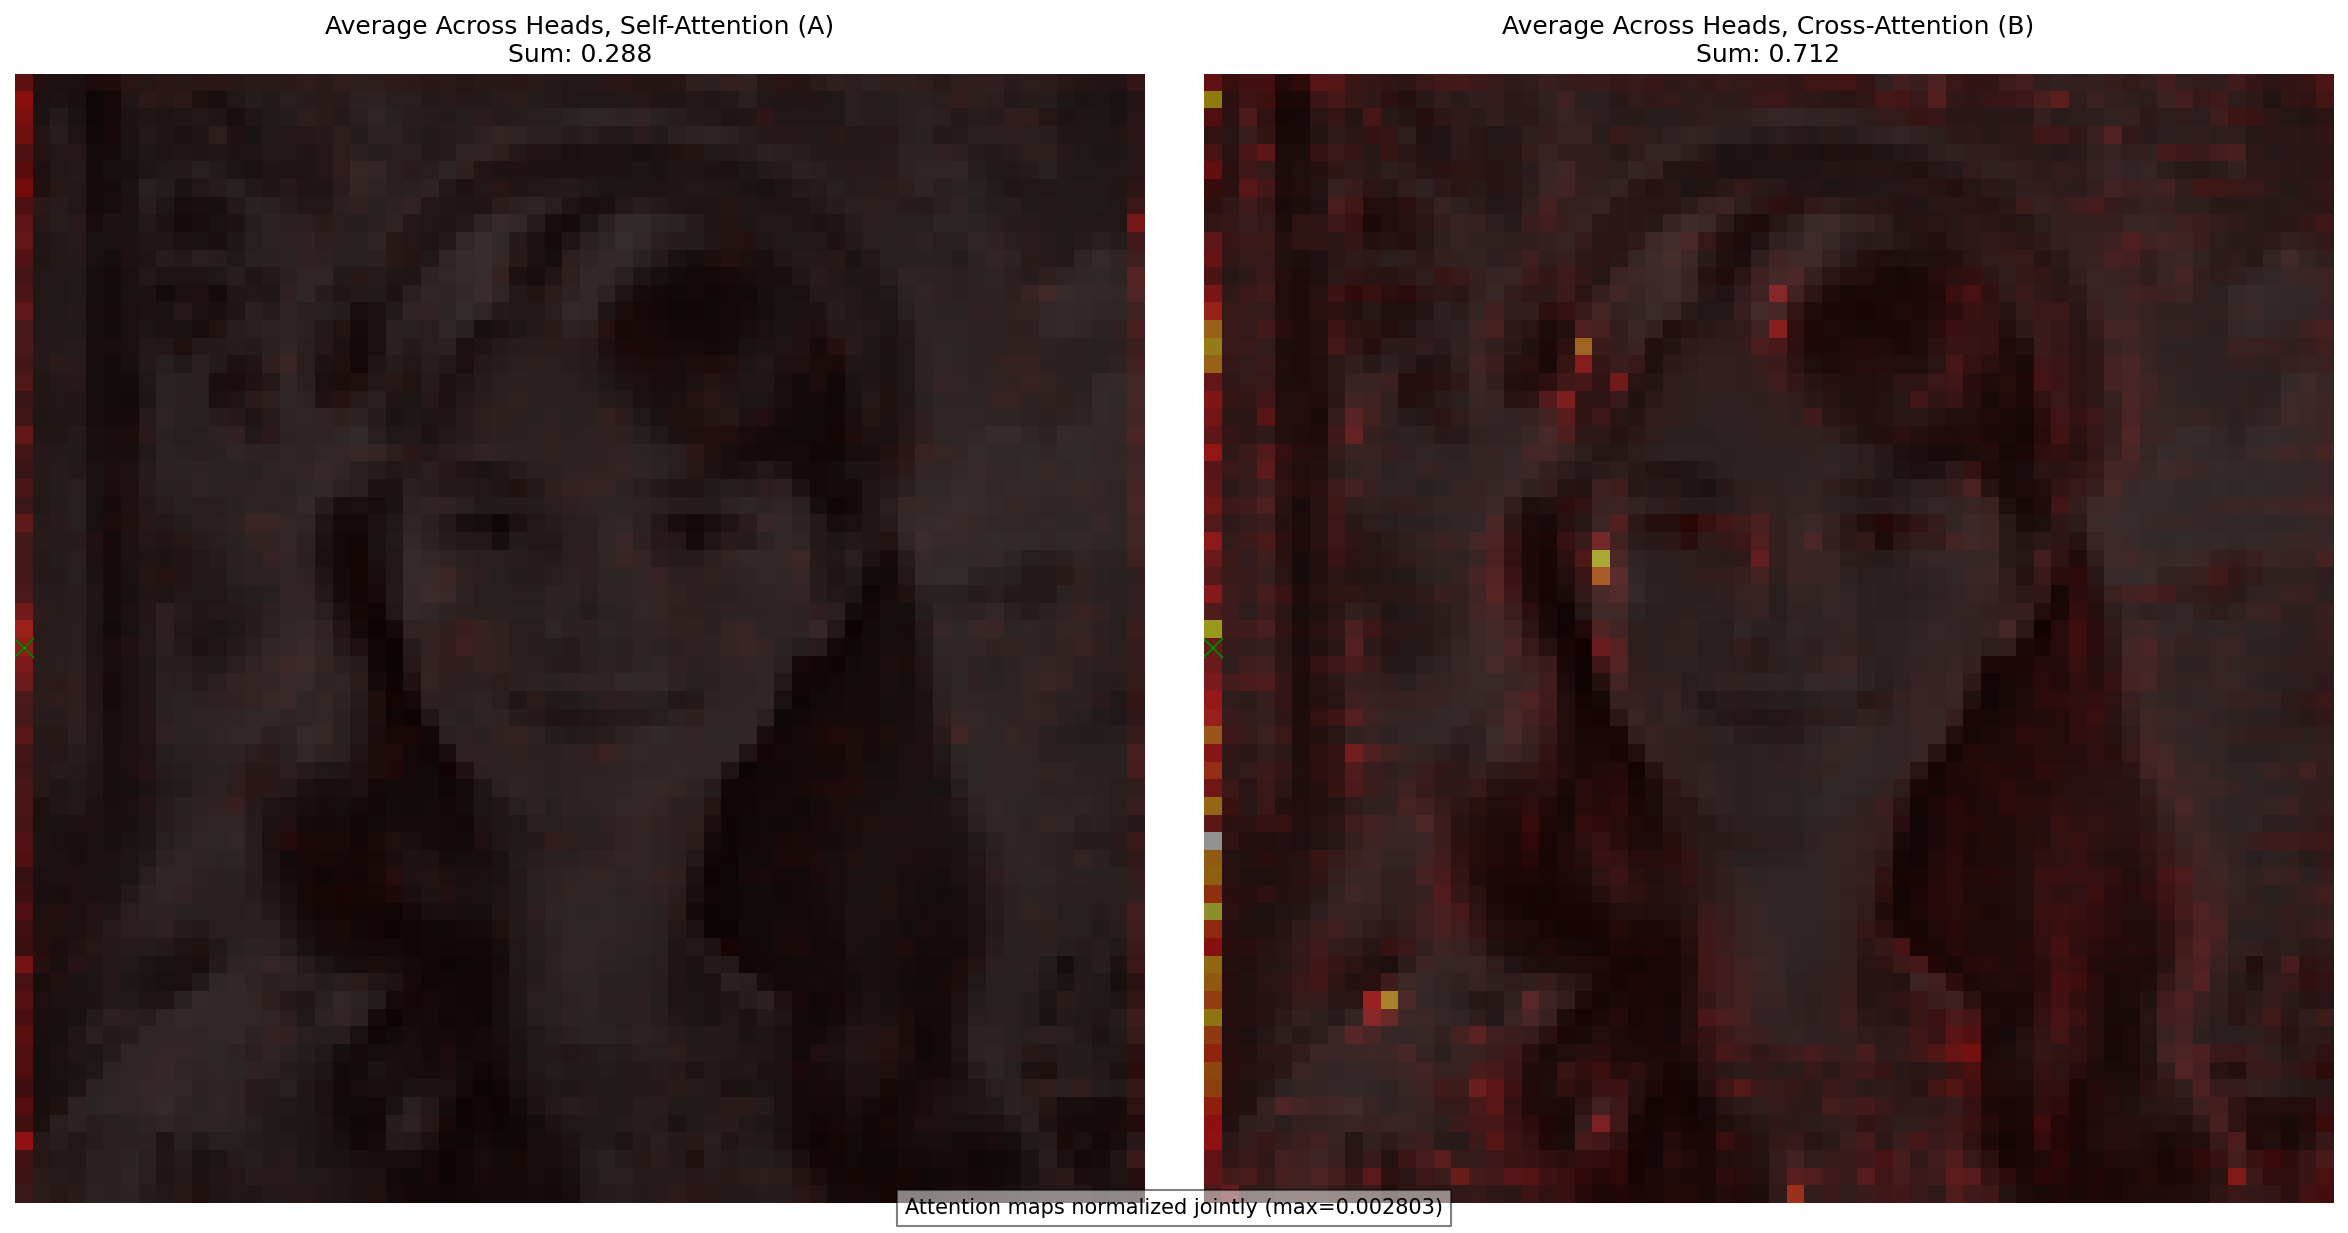 Average Across Heads, Self-Attention (A)
Sum: 0.288
Average Across Heads, Cross-Attention (B)
Sum: 0.712
Attention maps normalized jointly (max=0.002803)